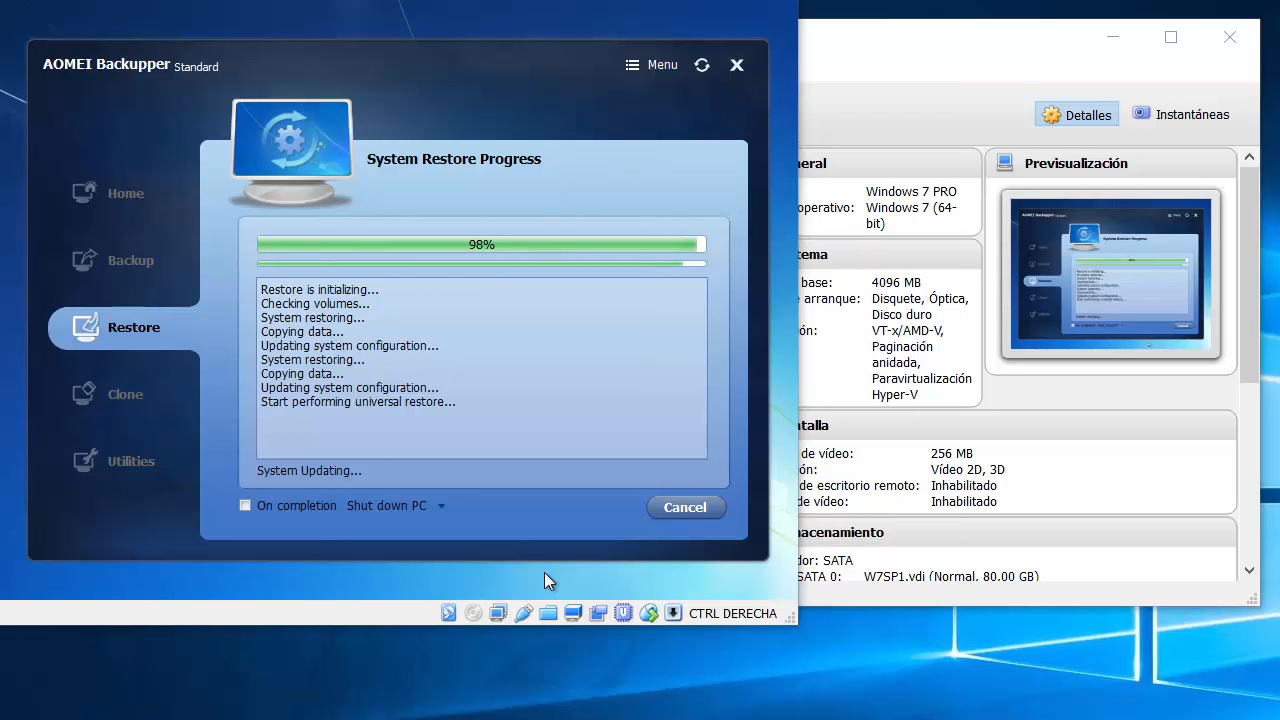 AOMEI Backupper Standard
Menu
System Restore Progress
Home
Backup
Restore
Clone
Utilities
98%
Restore is initializing...
Checking volumes...
System restoring...
Copying data...
Updating system configuration...
System restoring...
Copying data...
Updating system configuration...
Start performing universal restore...
System Updating...
On completion Shut down PC
Cancel
CTRL DERECHA
Detalles
Instantáneas
neral
Windows 7 PRO
operativo: Windows 7 (64-
bit)
ema
base: 4096 MB
e arranque: Disquete, Óptica,
Disco duro
ón: VT-x/AMD-V,
Paginación
anidada,
Paravirtualización
Hyper-V
Previsualización
talla
de vídeo: 256 MB
ón: Vídeo 2D, 3D
de escritorio remoto: Inhabilitado
de vídeo: Inhabilitado
macenamiento
dor: SATA
SATA 0: W7SP1.vdi (Normal, 80,00 GB)